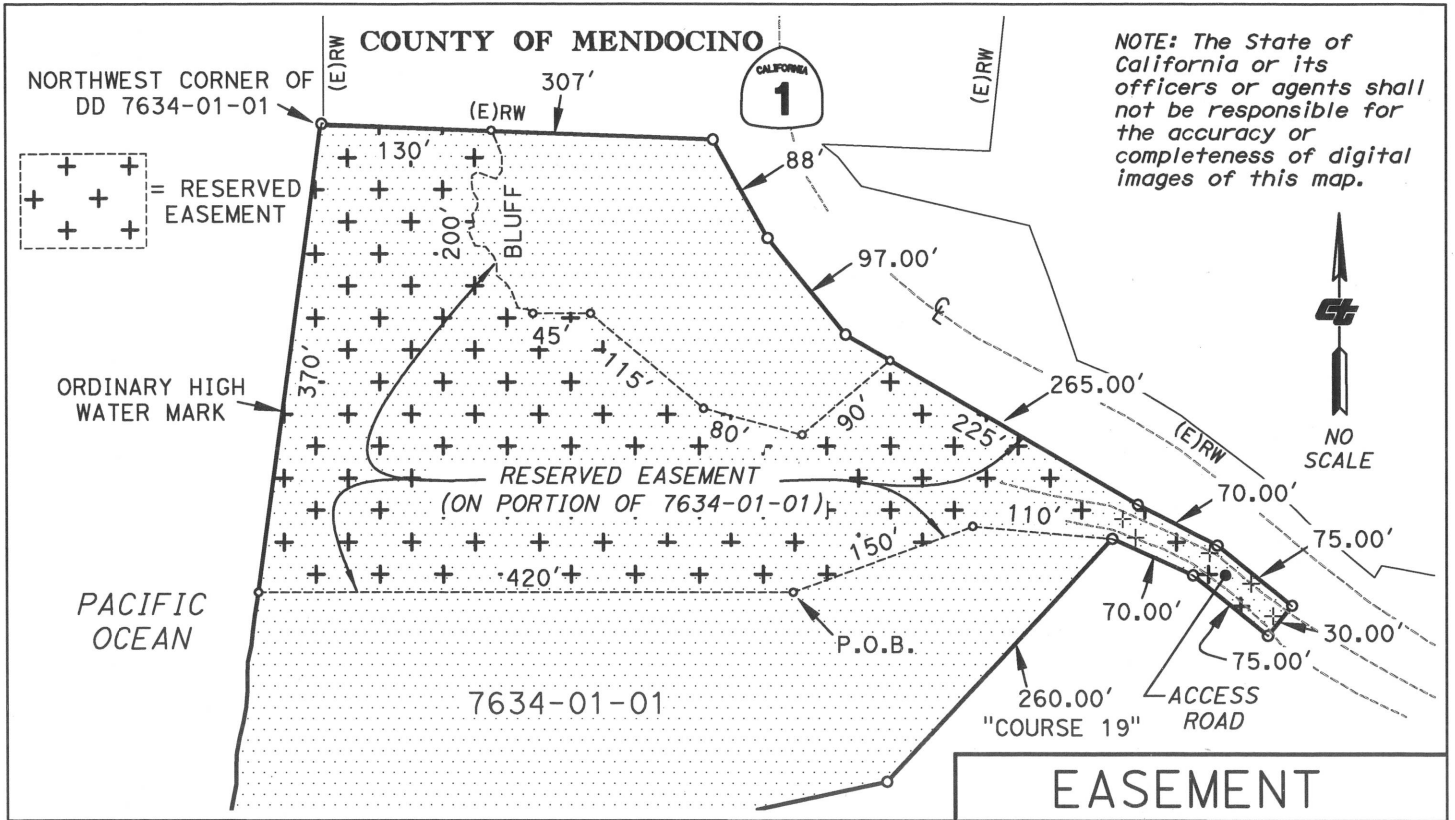 COUNTY OF MENDOCINO
(E)RW
NORTHWEST CORNER OF
DD 7634-01-01
(E)RW
307'
CALIFORNIA
1
(E)RW
NOTE: The State of
California or its
officers or agents shall
not be responsible for
the accuracy or
completeness of digital
images of this map.
= RESERVED
EASEMENT
130'
88'
200'
BLUFF
97.00'
CL
45'
115'
370'
ORDINARY HIGH
WATER MARK
80'
90'
225'
265.00'
(E)RW
Ct
NO
SCALE
RESERVED EASEMENT
(ON PORTION OF 7634-01-01)
70.00'
110'
150'
75.00'
420'
PACIFIC
OCEAN
70.00'
P.O.B.
30.00'
75.00'
7634-01-01
260.00'
"COURSE 19"
ACCESS
ROAD
EASEMENT